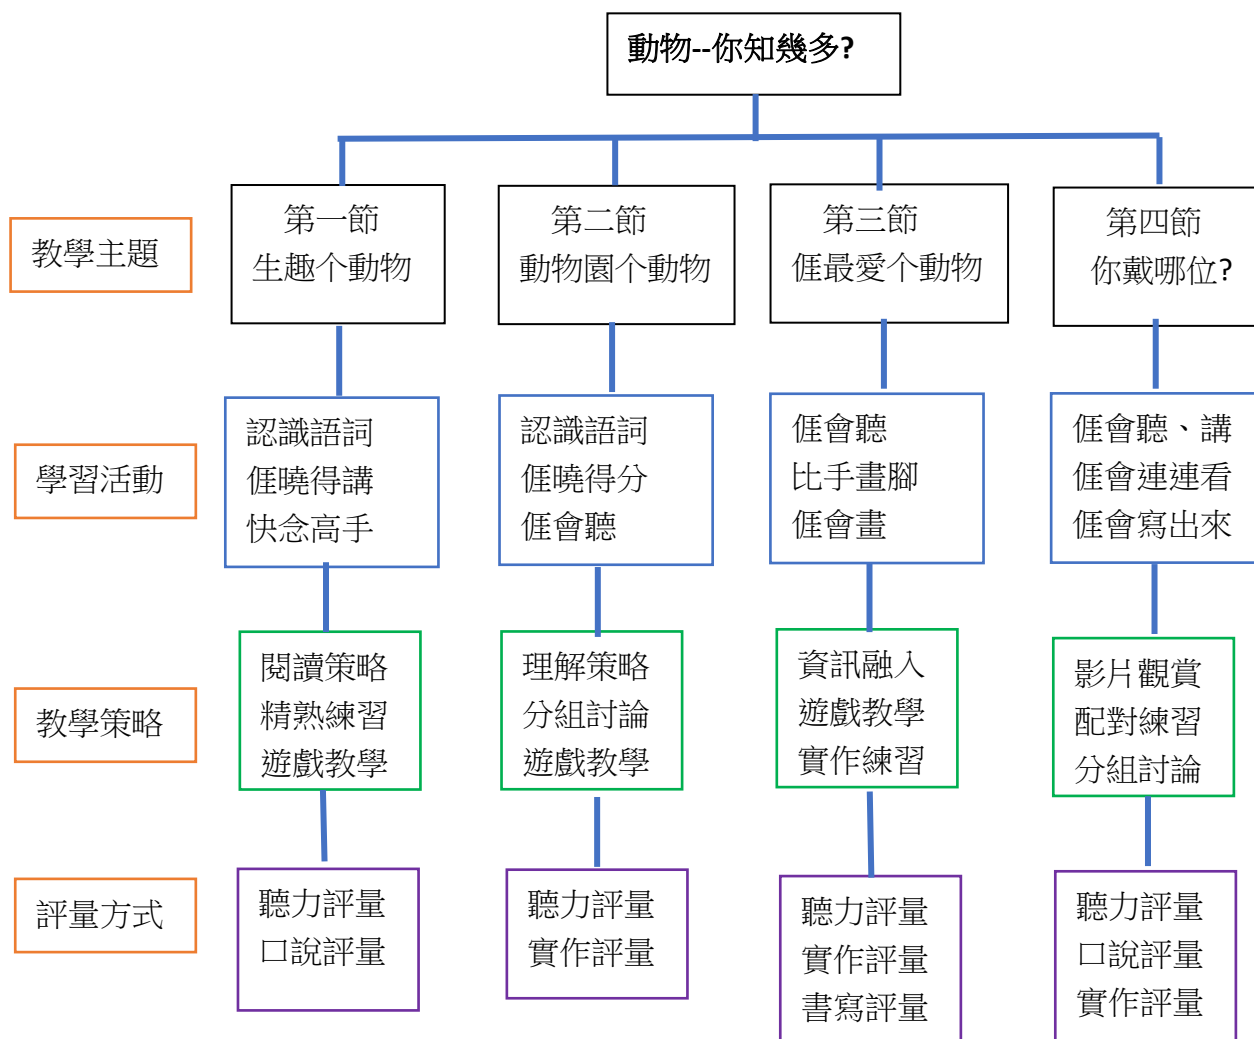 動物--你知幾多?
教學主題
第一節
生趣个動物
第二節
動物園个動物
第三節
𠊎最愛个動物
第四節
你戴哪位?
學習活動
認識語詞
𠊎曉得講
快念高手
認識語詞
𠊎曉得分
𠊎會聽
𠊎會聽
比手畫腳
𠊎會畫
𠊎會聽、講
𠊎會連連看
𠊎會寫出來
教學策略
閱讀策略
精熟練習
遊戲教學
理解策略
分組討論
遊戲教學
資訊融入
遊戲教學
實作練習
影片觀賞
配對練習
分組討論
評量方式
聽力評量
口說評量
聽力評量
實作評量
聽力評量
實作評量
書寫評量
聽力評量
口說評量
實作評量